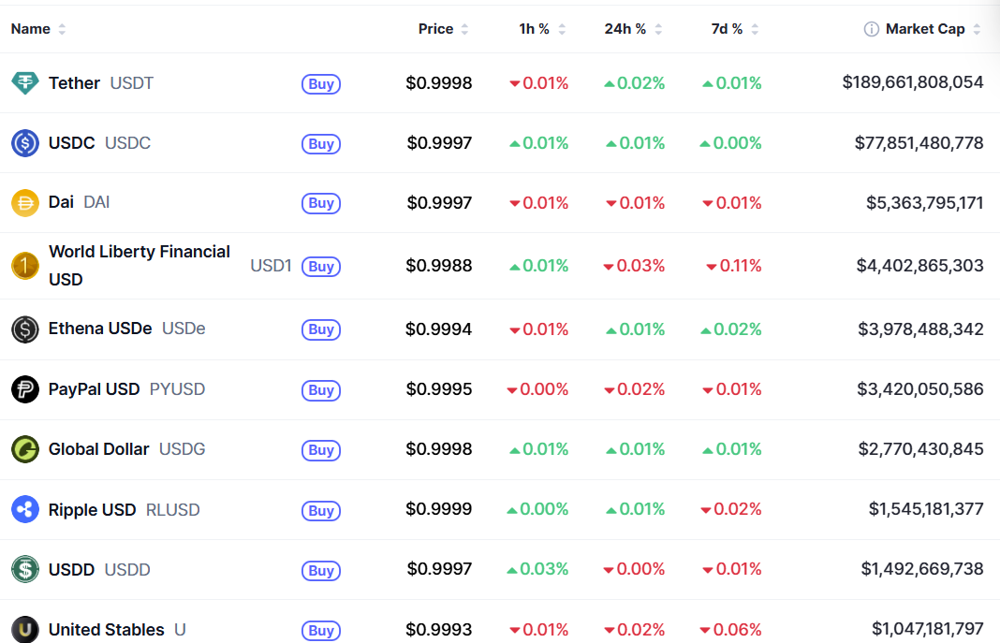 Name Price 1h % 24h % 7d % Market Cap
Tether USDT Buy $0.9998 0.01% 0.02% 0.01% $189,661,808,054
USDC USDC Buy $0.9997 0.01% 0.01% 0.00% $77,851,480,778
Dai DAI Buy $0.9997 0.01% 0.01% 0.01% $5,363,795,171
World Liberty Financial
USD USD1 Buy $0.9988 0.01% 0.03% 0.11% $4,402,865,303
Ethena USDe USDe Buy $0.9994 0.01% 0.01% 0.02% $3,978,488,342
PayPal USD PYUSD Buy $0.9995 0.00% 0.02% 0.01% $3,420,050,586
Global Dollar USDG Buy $0.9998 0.01% 0.01% 0.01% $2,770,430,845
Ripple USD RLUSD Buy $0.9999 0.00% 0.01% 0.02% $1,545,181,377
USDD USDD Buy $0.9997 0.03% 0.00% 0.01% $1,492,669,738
United Stables U Buy $0.9993 0.01% 0.02% 0.06% $1,047,181,797